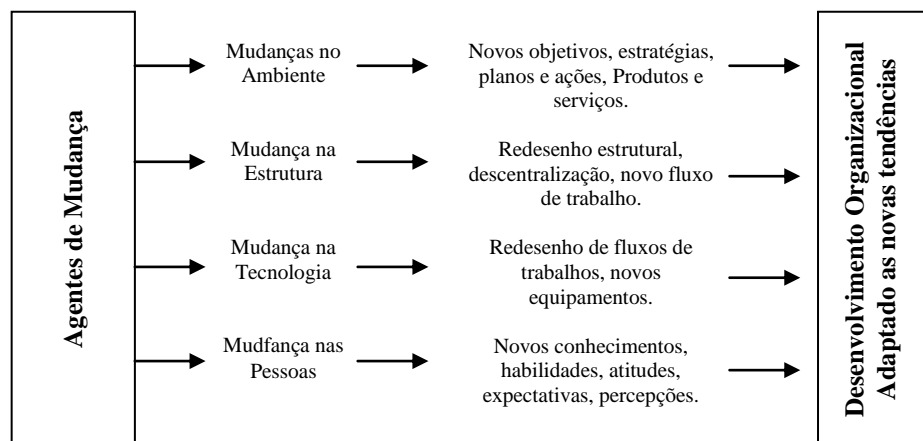 Agentes de Mudança
Mudanças no
Ambiente
Novos objetivos, estratégias,
planos e ações, Produtos e
serviços.
Mudança na
Estrutura
Redesenho estrutural,
descentralização, novo fluxo
de trabalho.
Mudança na
Tecnologia
Redesenho de fluxos de
trabalhos, novos
equipamentos.
Mudfança nas
Pessoas
Novos conhecimentos,
habilidades, atitudes,
expectativas, percepções.
Desenvolvimento Organizacional
Adaptado as novas tendências